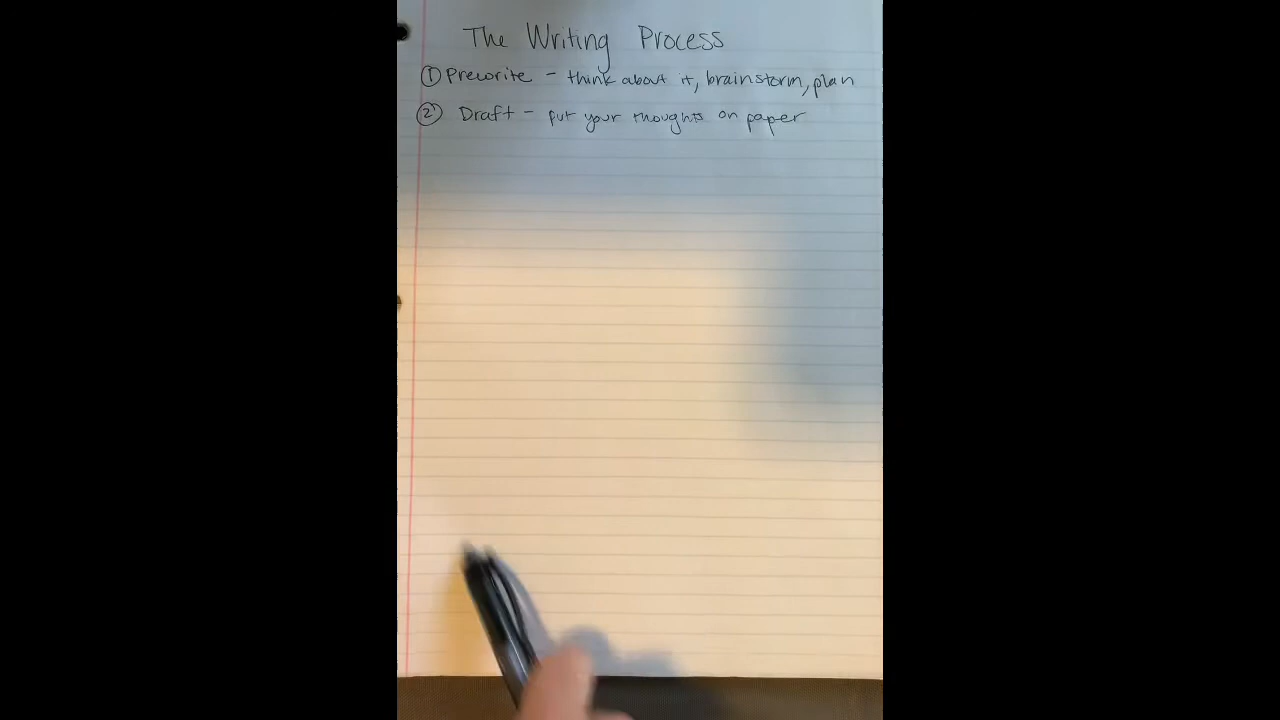 The Writing Process
① Prewrite - think about it, brainstorm, plan
② Draft - put your thoughts on paper